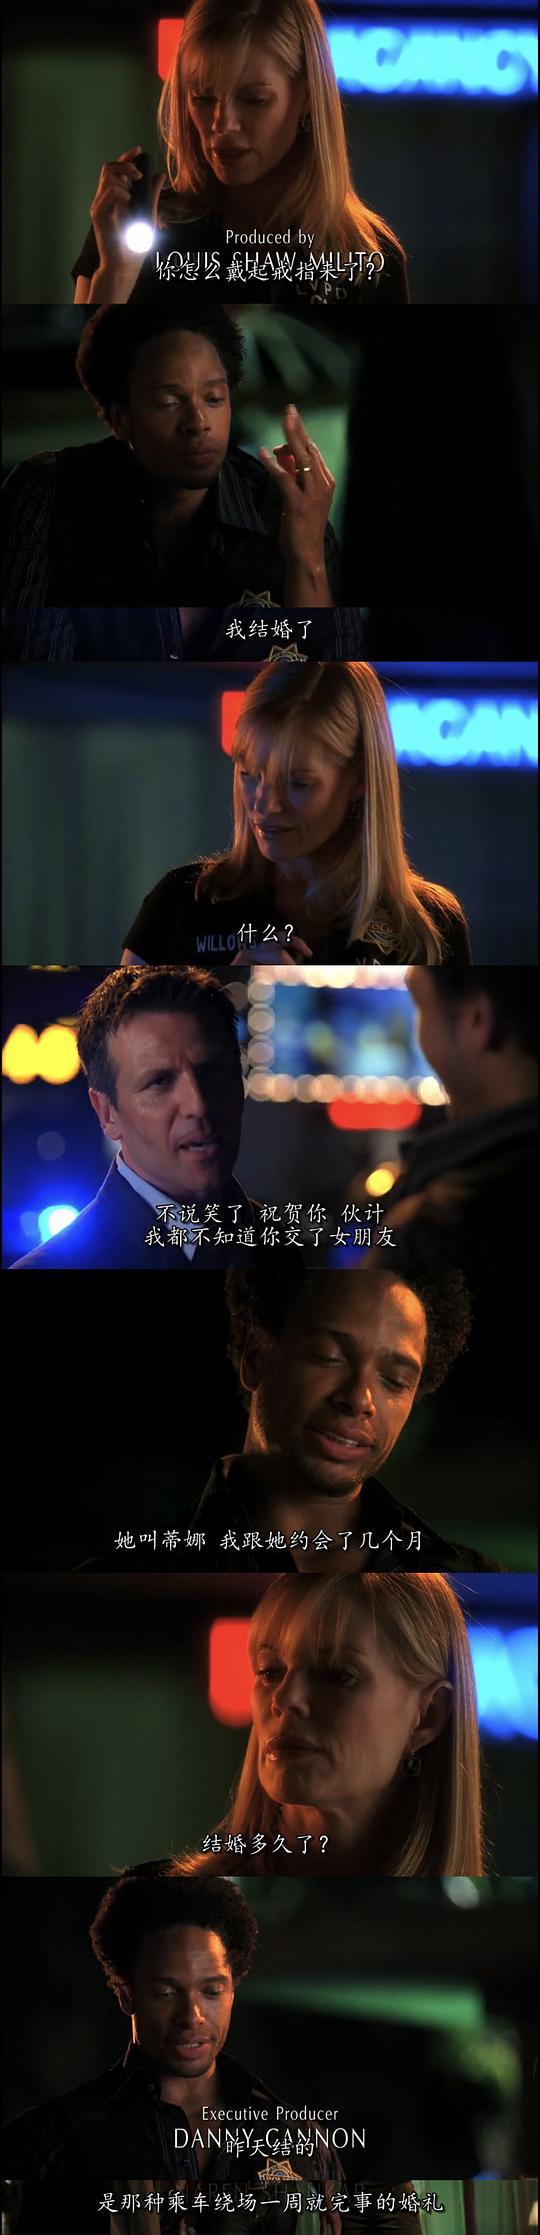 Produced by
LOUIS SHAW MILITO
你怎么戴起戒指来了?
我结婚了
WILLO
什么?
不说笑了 祝贺你 伙计
我都不知道你交了女朋友
她叫蒂娜 我跟她约会了几个月
结婚多久了?
Executive Producer
DANNY CANNON
昨天结的
是那种乘车绕场一周就完事的婚礼